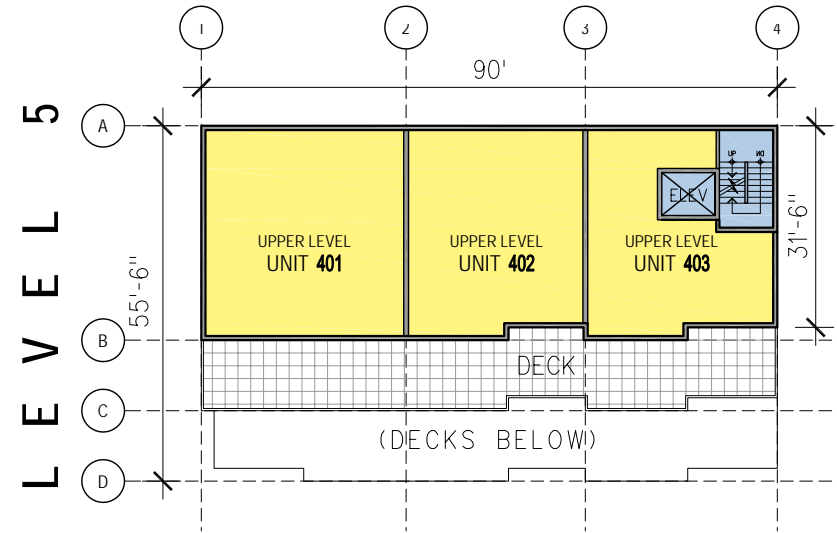 1
2
3
4
90'
LEVEL 5
A
UP
DN
ELEV
31'-6"
UPPER LEVEL
UNIT 401
UPPER LEVEL
UNIT 402
UPPER LEVEL
UNIT 403
55'-6"
B
DECK
C
(DECKS BELOW)
D